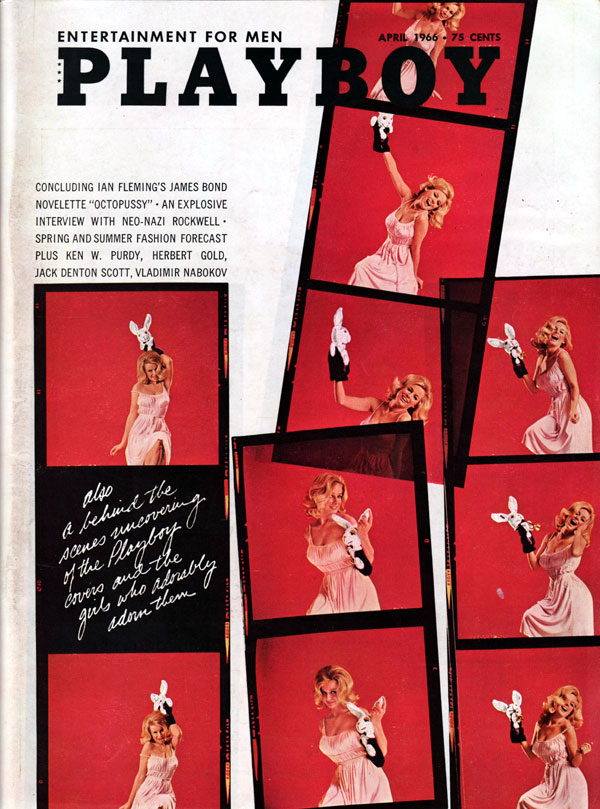 ENTERTAINMENT FOR MEN
APRIL 1966 • 75 CENTS
PLAYBOY
CONCLUDING IAN FLEMING'S JAMES BOND
NOVELETTE "OCTOPUSSY" • AN EXPLOSIVE
INTERVIEW WITH NEO-NAZI ROCKWELL •
SPRING AND SUMMER FASHION FORECAST
PLUS KEN W. PURDY, HERBERT GOLD,
JACK DENTON SCOTT, VLADIMIR NABOKOV
also
a behind the
scenes uncovering
of the Playboy
covers and the
girls who adorably
adorn them